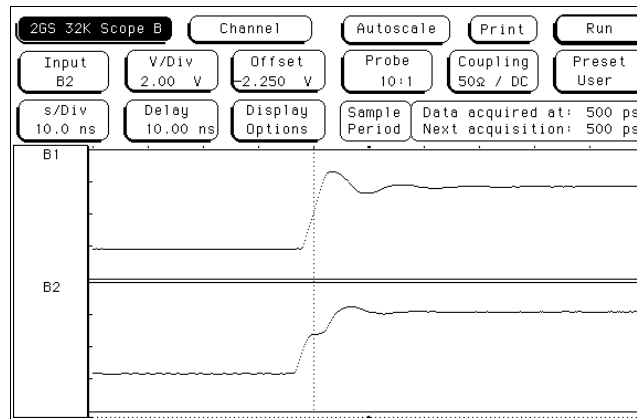 2GS 32K Scope B
Channel
Autoscale
Print
Run
Input
B2
V/Div
2.00 V
Offset
-2.250 V
Probe
10:1
Coupling
50Ω / DC
Preset
User
s/Div
10.0 ns
Delay
10.00 ns
Display
Options
Sample
Period
Data acquired at: 500 ps
Next acquisition: 500 ps
B1
B2